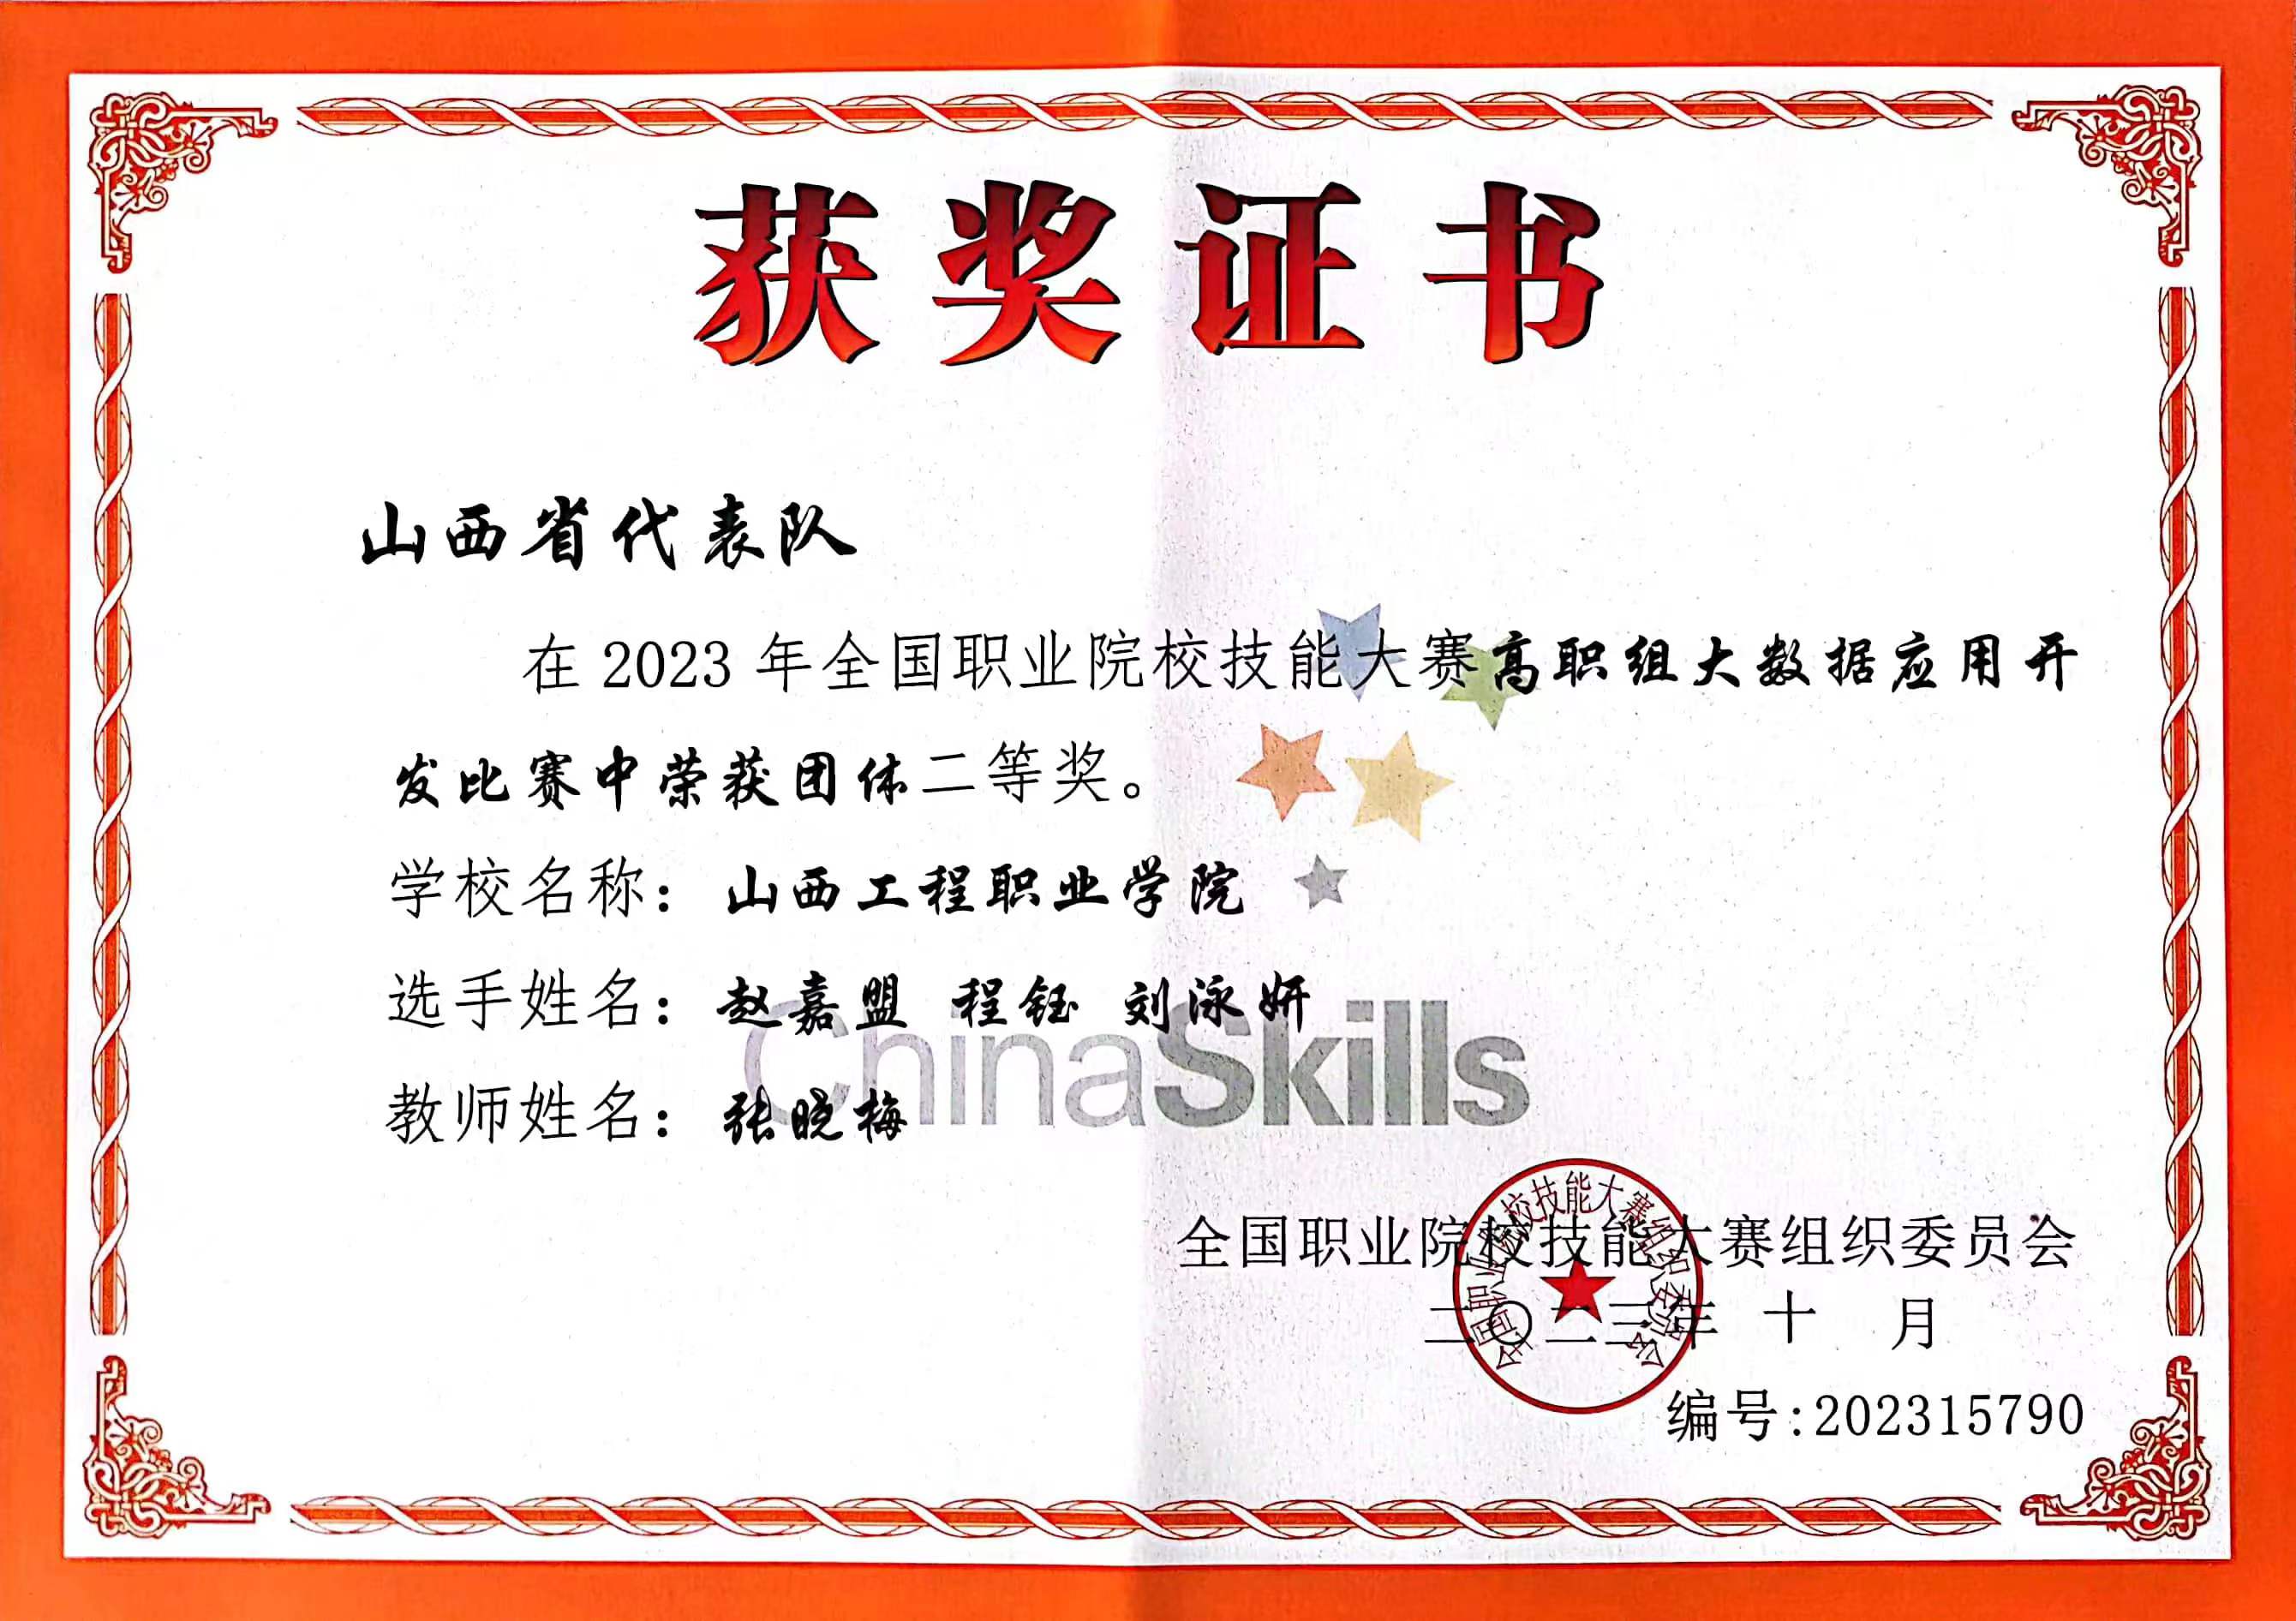 获奖证书
山西省代表队
在2023年全国职业院校技能大赛高职组大数据应用开
发比赛中荣获团体二等奖。
学校名称：山西工程职业学院
选手姓名：赵嘉盟 程钰 刘泳妍
教师姓名：张晓梅
ChinaSkills
全国职业院校技能大赛组织委员会
二〇二三年 十 月
全国职业院校技能大赛组织委员会
编号:202315790